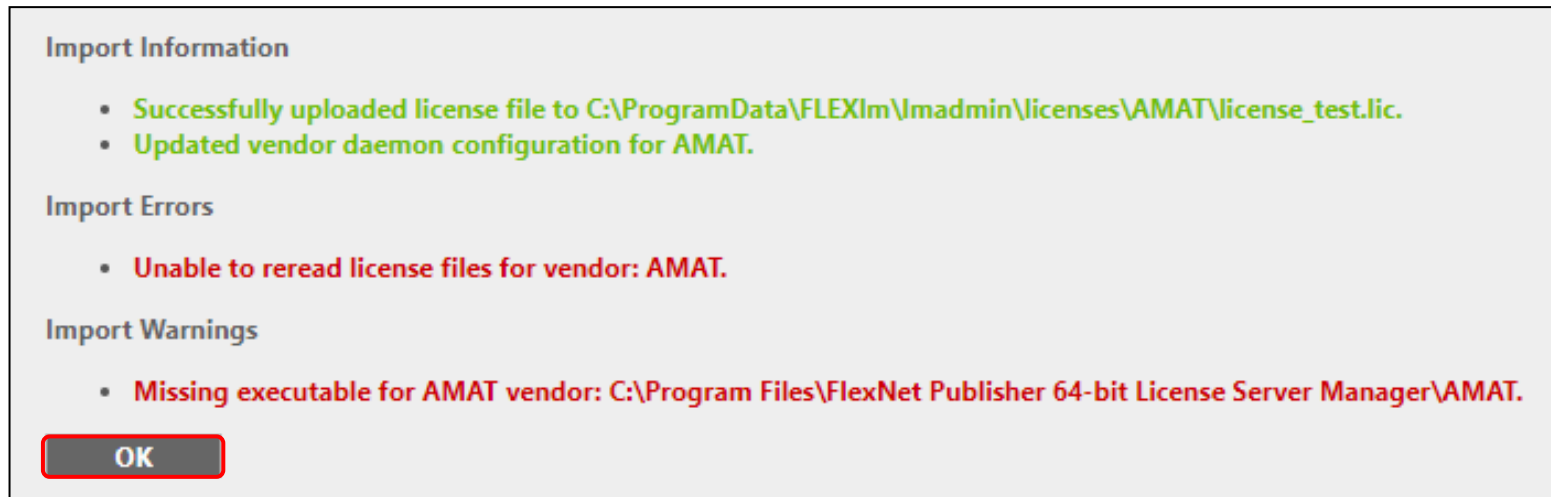 Import Information
• Successfully uploaded license file to C:\ProgramData\FLEXlm\lmadmin\licenses\AMAT\license_test.lic.
• Updated vendor daemon configuration for AMAT.
Import Errors
• Unable to reread license files for vendor: AMAT.
Import Warnings
• Missing executable for AMAT vendor: C:\Program Files\FlexNet Publisher 64-bit License Server Manager\AMAT.
OK